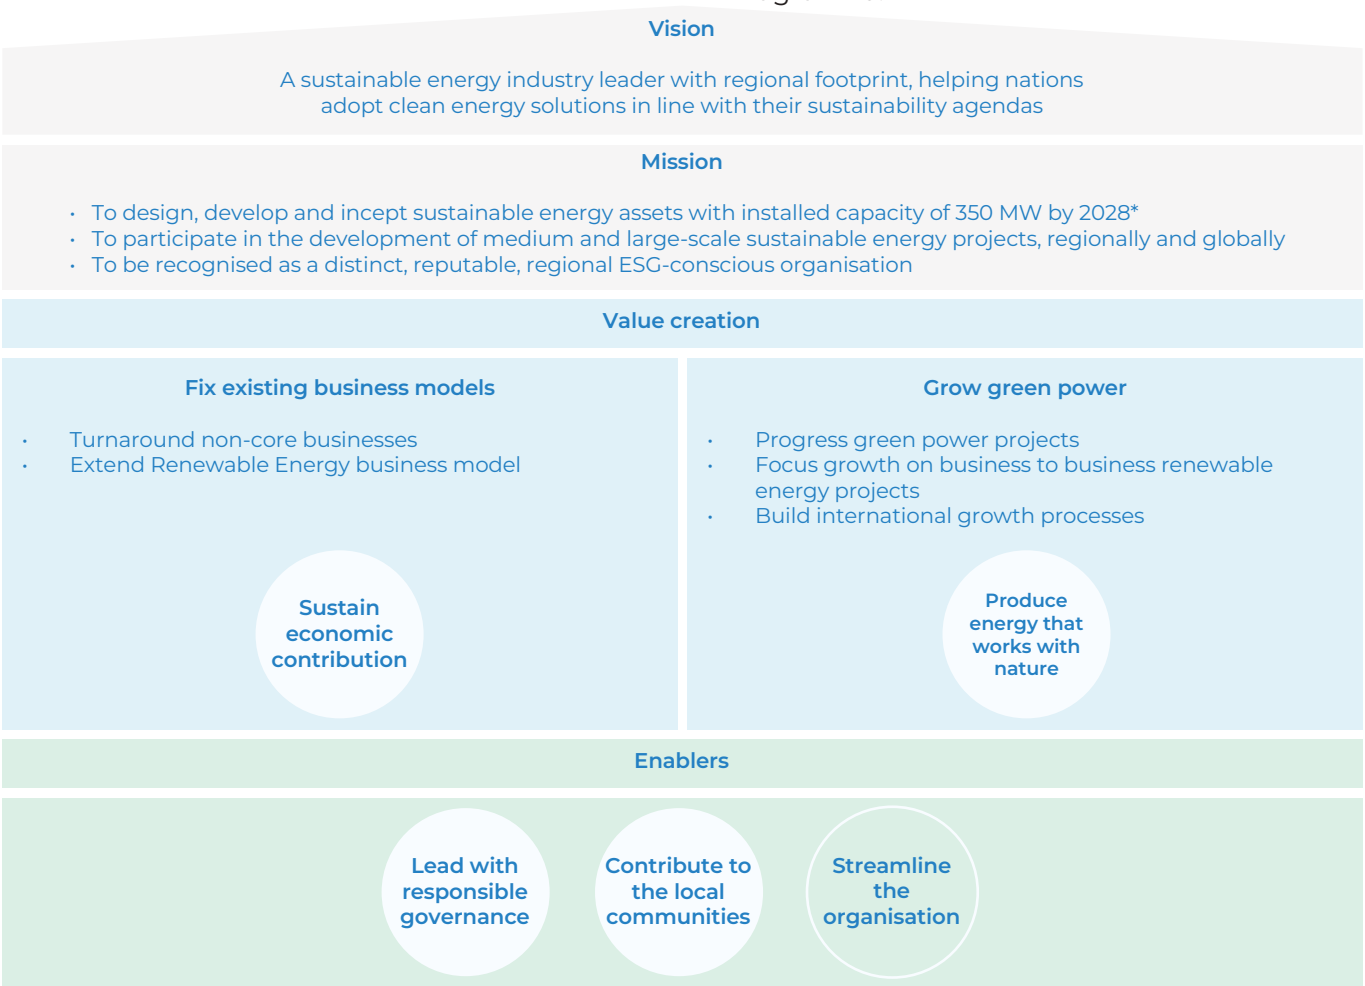 Vision
A sustainable energy industry leader with regional footprint, helping nations
adopt clean energy solutions in line with their sustainability agendas
Mission
• To design, develop and incept sustainable energy assets with installed capacity of 350 MW by 2028*
• To participate in the development of medium and large-scale sustainable energy projects, regionally and globally
• To be recognised as a distinct, reputable, regional ESG-conscious organisation
Value creation
Fix existing business models
• Turnaround non-core businesses
• Extend Renewable Energy business model
Sustain
economic
contribution
Grow green power
• Progress green power projects
• Focus growth on business to business renewable
energy projects
• Build international growth processes
Produce
energy that
works with
nature
Enablers
Lead with
responsible
governance
Contribute to
the local
communities
Streamline
the
organisation